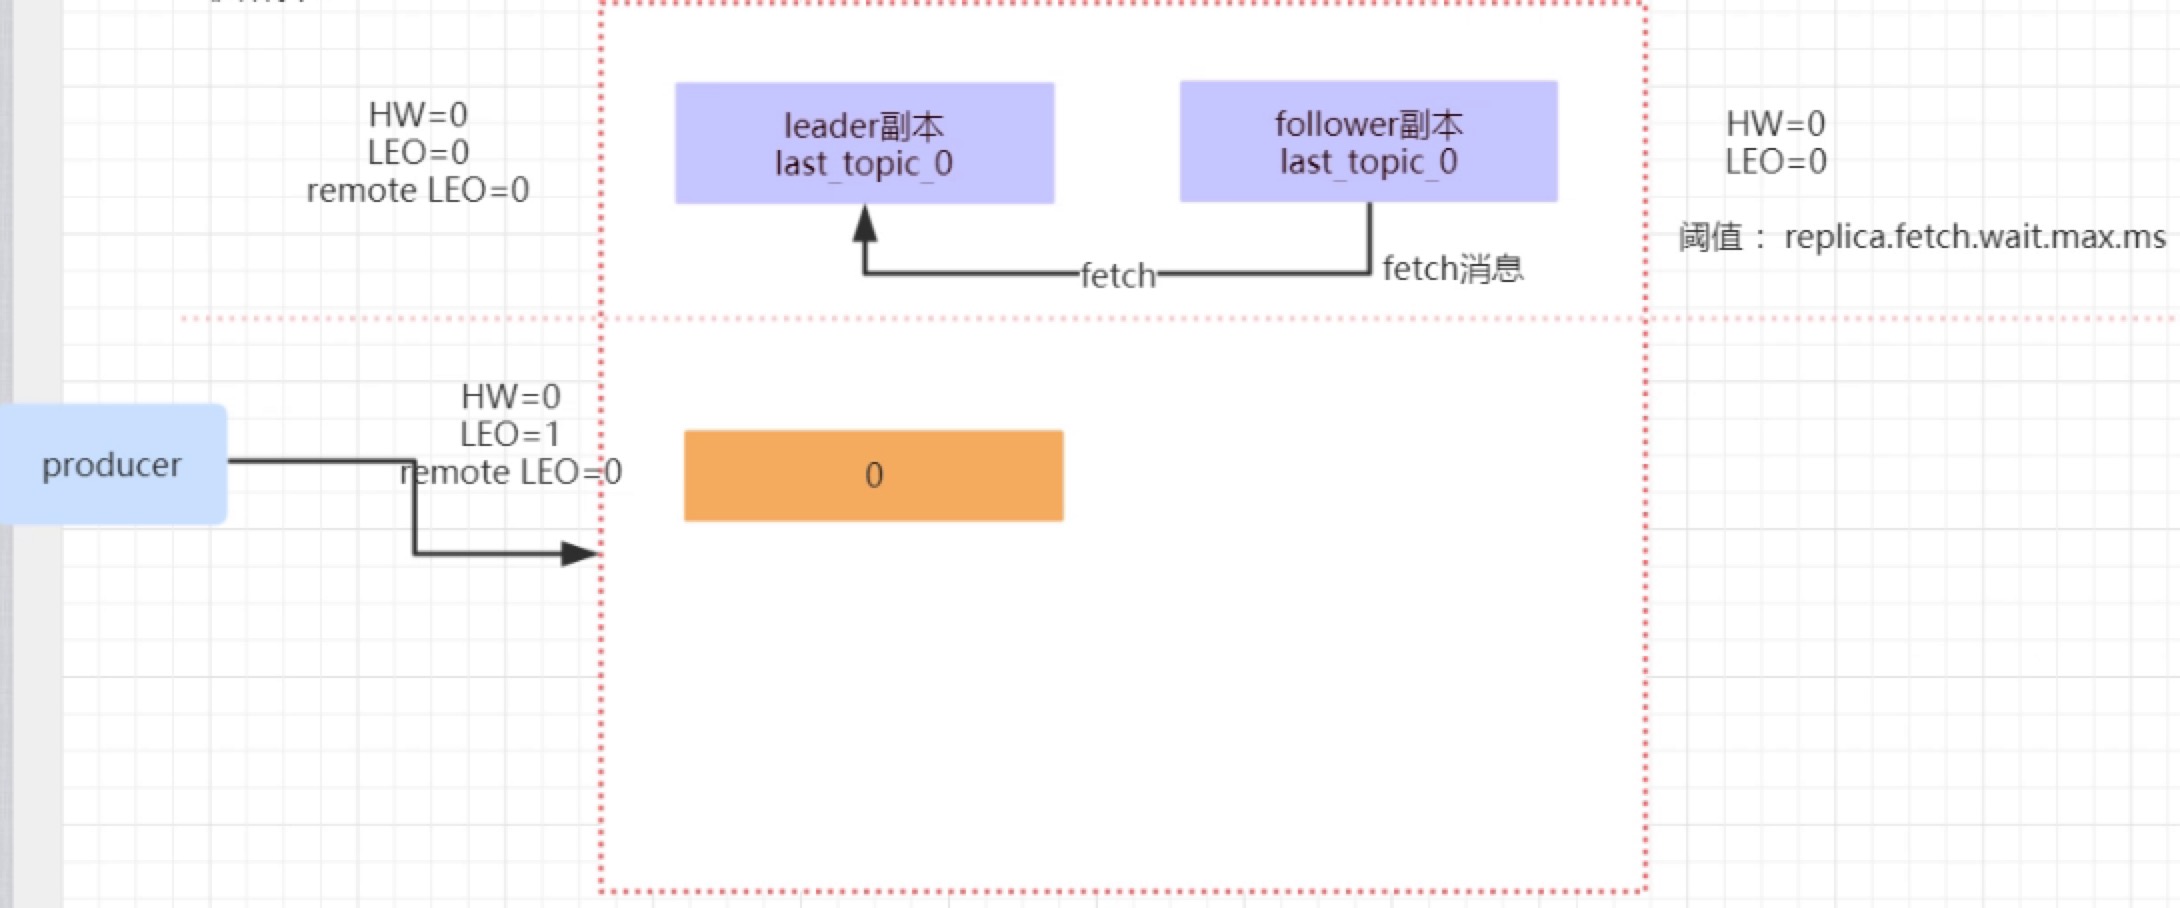 HW=0
LEO=0
remote LEO=0
leader副本
last_topic_0
follower副本
last_topic_0
HW=0
LEO=0
阈值： replica.fetch.wait.max.ms
fetch
fetch消息
producer
HW=0
LEO=1
remote LEO=0
0